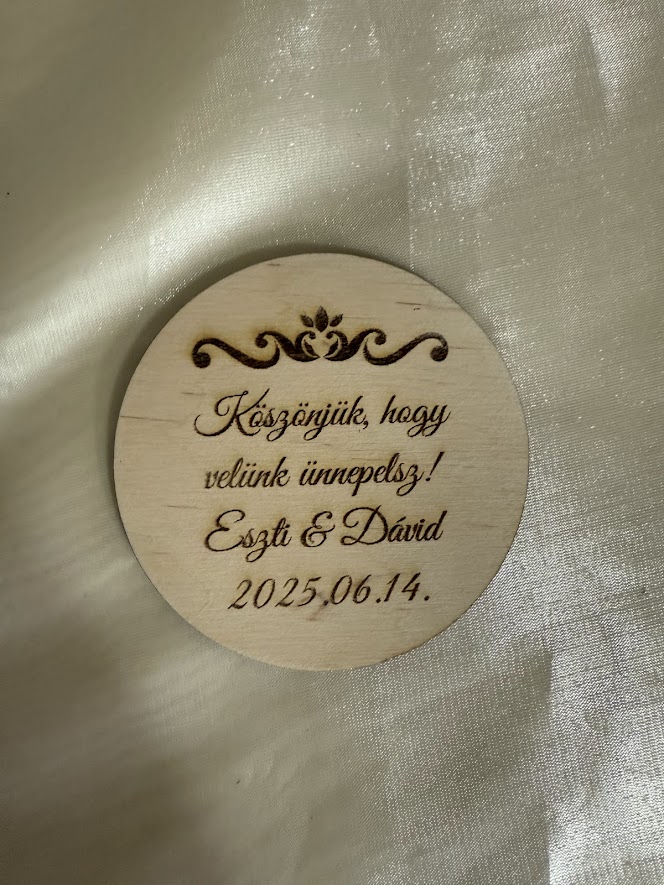 Köszönjük, hogy
velünk ünnepelsz!
Eszti & Dávid
2025.06.14.